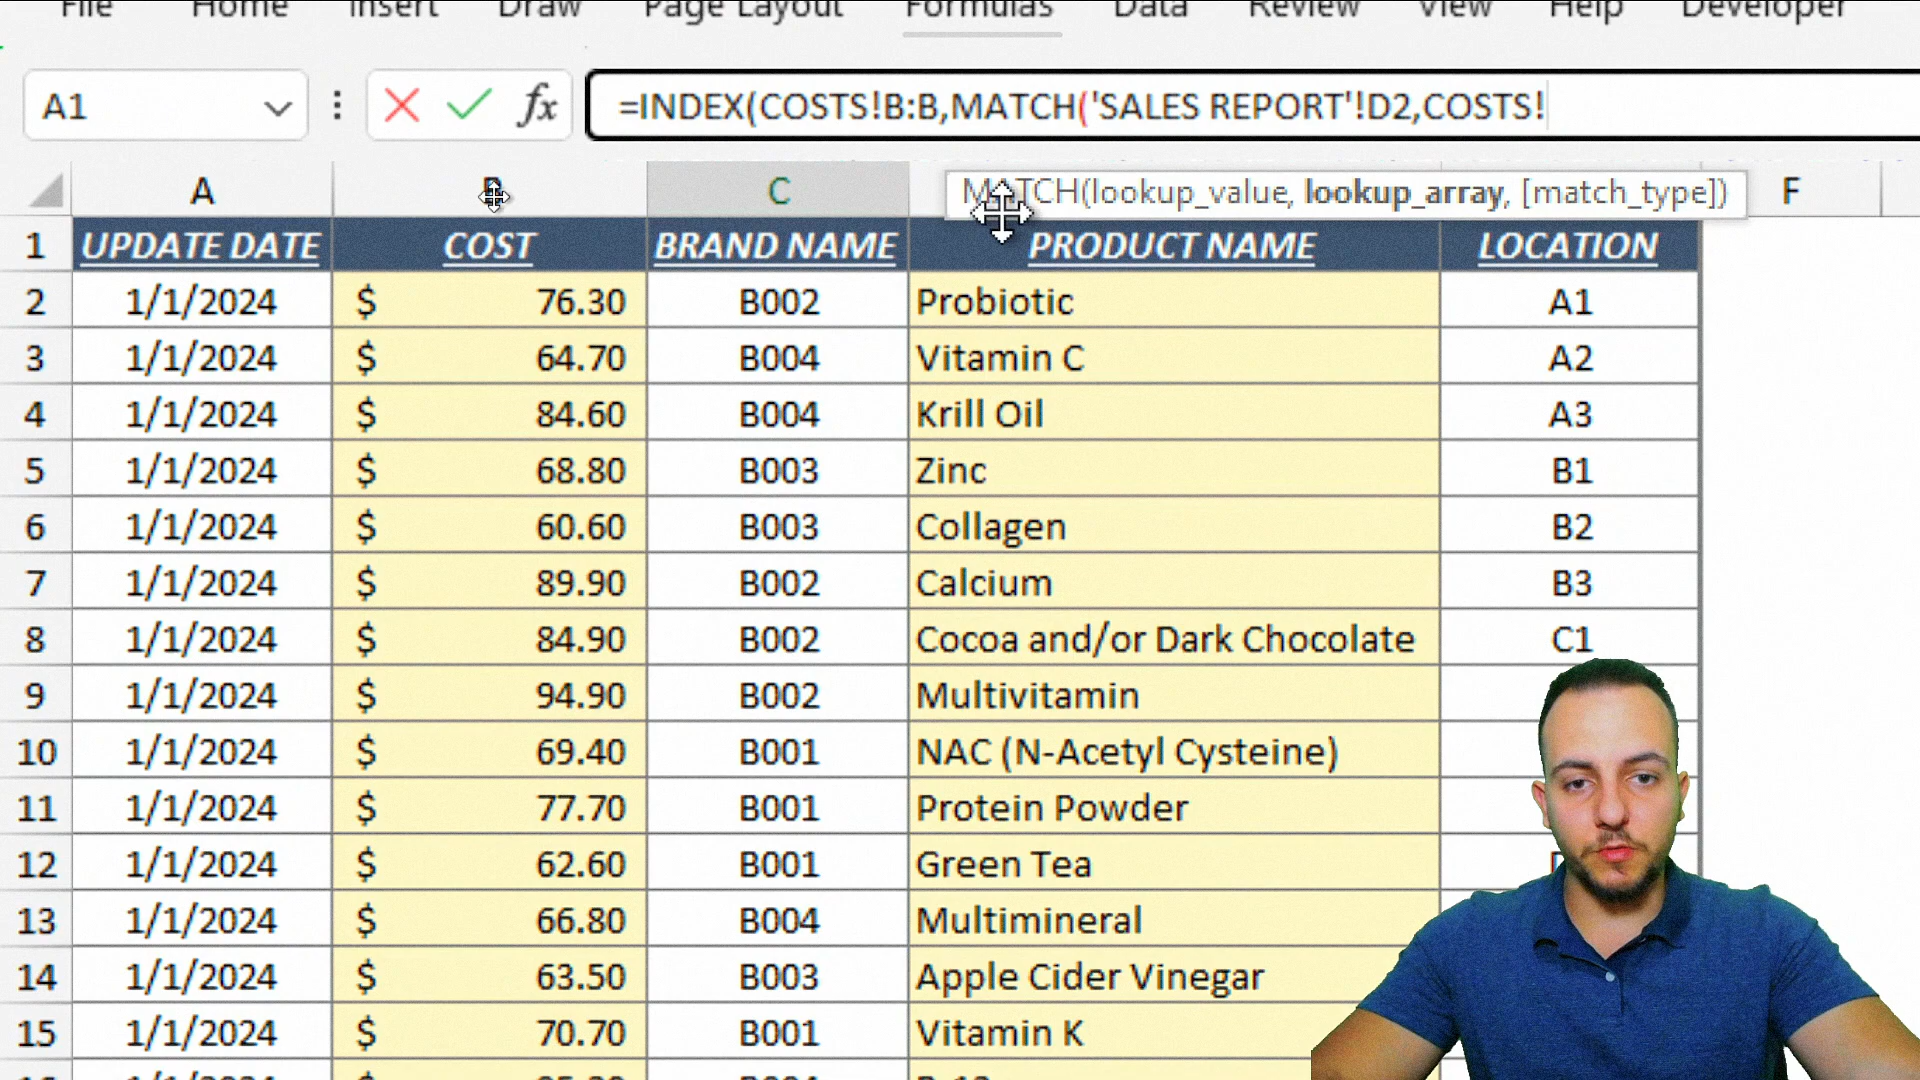 File Home Insert Draw Page Layout Formulas Data Review View Help Developer
A1 fx =INDEX(COSTS!B:B,MATCH('SALES REPORT'!D2,COSTS!
A C MATCH(lookup_value, lookup_array, [match_type]) F
1 UPDATE DATE COST BRAND NAME PRODUCT NAME LOCATION
2 1/1/2024 $ 76.30 B002 Probiotic A1
3 1/1/2024 $ 64.70 B004 Vitamin C A2
4 1/1/2024 $ 84.60 B004 Krill Oil A3
5 1/1/2024 $ 68.80 B003 Zinc B1
6 1/1/2024 $ 60.60 B003 Collagen B2
7 1/1/2024 $ 89.90 B002 Calcium B3
8 1/1/2024 $ 84.90 B002 Cocoa and/or Dark Chocolate C1
9 1/1/2024 $ 94.90 B002 Multivitamin
10 1/1/2024 $ 69.40 B001 NAC (N-Acetyl Cysteine)
11 1/1/2024 $ 77.70 B001 Protein Powder
12 1/1/2024 $ 62.60 B001 Green Tea
13 1/1/2024 $ 66.80 B004 Multimineral
14 1/1/2024 $ 63.50 B003 Apple Cider Vinegar
15 1/1/2024 $ 70.70 B001 Vitamin K